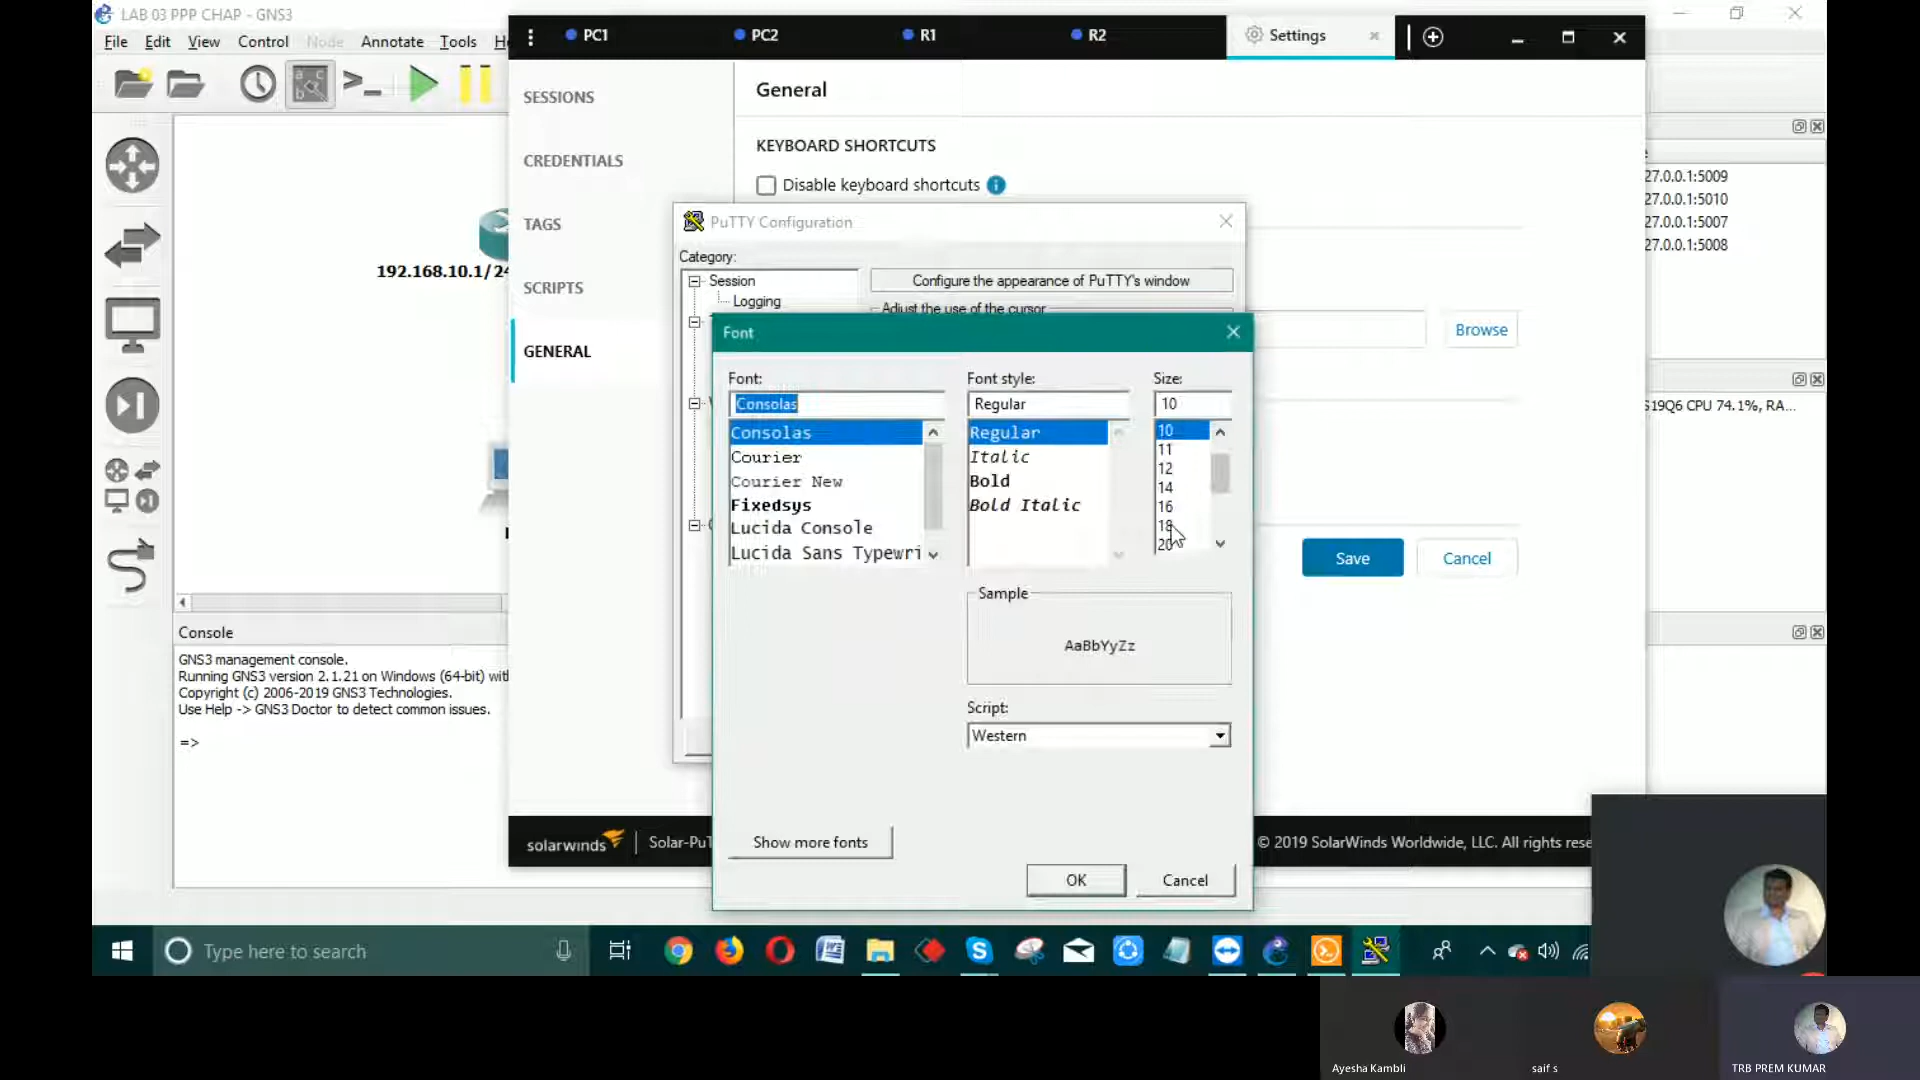 LAB 03 PPP CHAP - GNS3
File Edit View Control Node Annotate Tools
PC1 PC2 R1 R2 Settings
SESSIONS
CREDENTIALS
TAGS
SCRIPTS
GENERAL
General
KEYBOARD SHORTCUTS
Disable keyboard shortcuts
Browse
Save Cancel
192.168.10.1/24
27.0.0.1:5009
27.0.0.1:5010
27.0.0.1:5007
27.0.0.1:5008
S19Q6 CPU 74.1%, RA...
PuTTY Configuration
Category:
Session
Logging
Configure the appearance of PuTTY's window
Adjust the use of the cursor
Font
Font:
Consolas
Consolas
Courier
Courier New
Fixedsys
Lucida Console
Lucida Sans Typewri
Font style:
Regular
Regular
Italic
Bold
Bold Italic
Size:
10
10
11
12
14
16
18
20
Sample
AaBbYyZz
Script:
Western
Show more fonts
OK Cancel
Console
GNS3 management console.
Running GNS3 version 2.1.21 on Windows (64-bit) with
Copyright (c) 2006-2019 GNS3 Technologies.
Use Help -> GNS3 Doctor to detect common issues.
=>
solarwinds Solar-PuT
© 2019 SolarWinds Worldwide, LLC. All rights rese
Type here to search
Ayesha Kambli
saif s
TRB PREM KUMAR